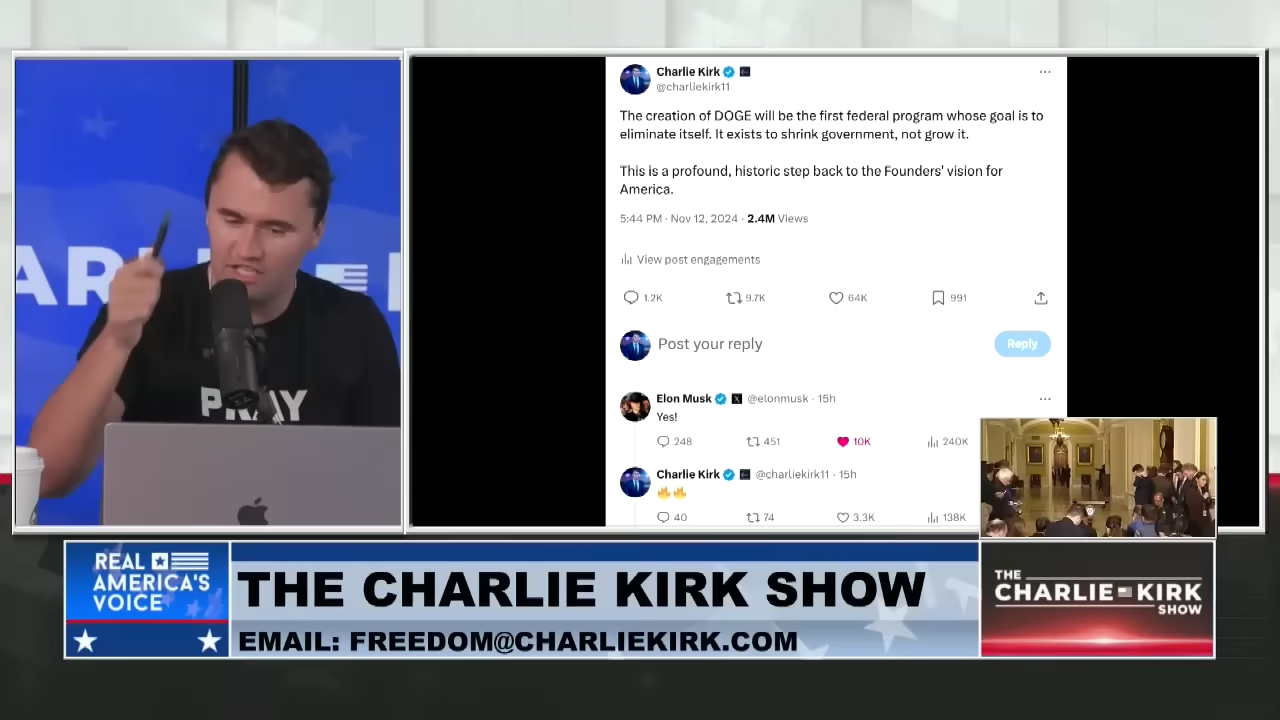 AR
PRAY
Charlie Kirk
@charliekirk11
The creation of DOGE will be the first federal program whose goal is to
eliminate itself. It exists to shrink government, not grow it.
This is a profound, historic step back to the Founders' vision for
America.
5:44 PM · Nov 12, 2024 · 2.4M Views
View post engagements
1.2K 9.7K 64K 991
Post your reply
Reply
Elon Musk @elonmusk · 15h
Yes!
248 451 10K 240K
Charlie Kirk @charliekirk11 · 15h
🔥🔥
40 74 3.3K 138K
REAL
AMERICA'S
VOICE
THE CHARLIE KIRK SHOW
EMAIL: FREEDOM@CHARLIEKIRK.COM
THE
CHARLIE KIRK
SHOW